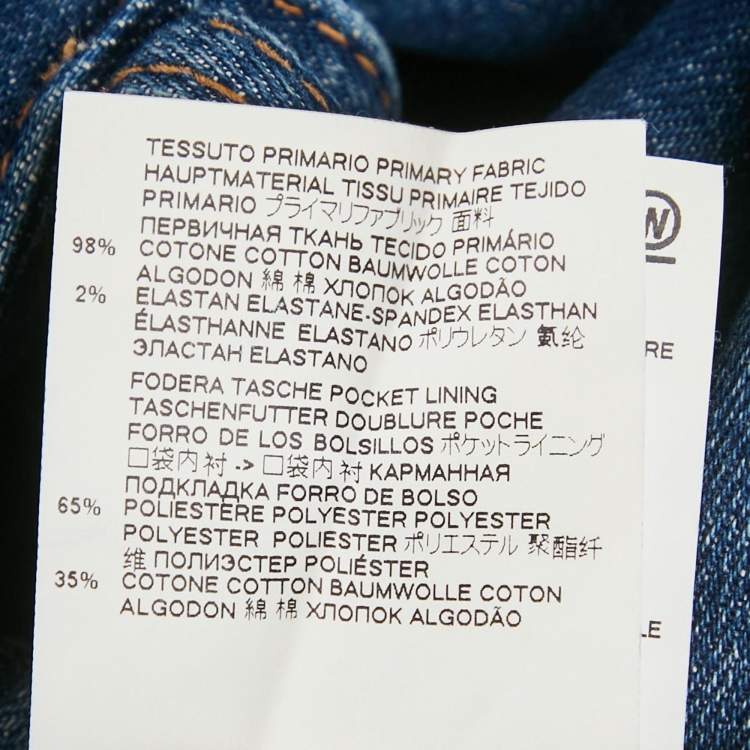 TESSUTO PRIMARIO PRIMARY FABRIC
HAUPTMATERIAL TISSU PRIMAIRE TEJIDO
PRIMARIO プライマリファブリック 面料
ПЕРВИЧНАЯ ТКАНЬ TECIDO PRIMÁRIO
98% COTONE COTTON BAUMWOLLE COTON
ALGODON 綿 棉 ХЛОПОК ALGODÃO
2% ELASTAN ELASTANE-SPANDEX ELASTHAN
ÉLASTHANNE ELASTANO ポリウレタン 氨纶
ЭЛАСТАН ELASTANO
FODERA TASCHE POCKET LINING
TASCHENFUTTER DOUBLURE POCHE
FORRO DE LOS BOLSILLOS ポケットライニング
口袋内衬 -> 口袋内衬 КАРМАННАЯ
ПОДКЛАДКА FORRO DE BOLSO
65% POLIESTERE POLYESTER POLYESTER
POLYESTER POLIESTER ポリエステル 聚酯纤
维 ПОЛИЭСТЕР POLIÉSTER
35% COTONE COTTON BAUMWOLLE COTON
ALGODON 綿 棉 ХЛОПОК ALGODÃO
W
RE
LE